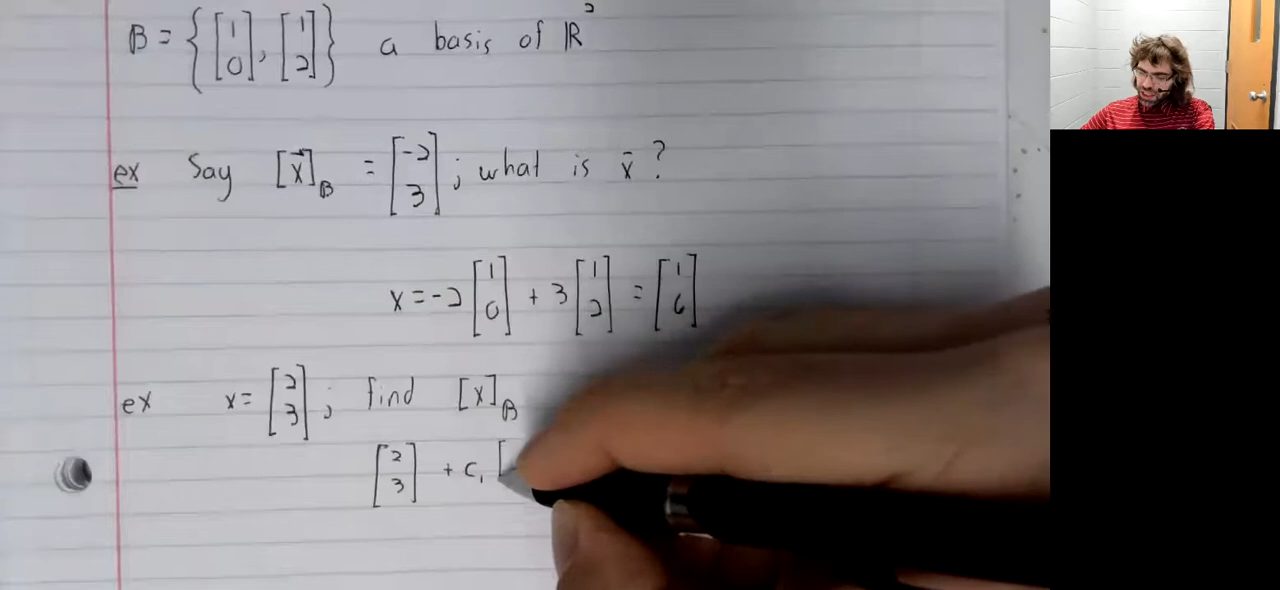 B = { [1 0], [1 2] } a basis of ℝ²
ex Say [x⃗]_B = [-2 3]; what is x̄ ?
x = -2 [1 0] + 3 [1 2] = [1 6]
ex x = [2 3]; find [x]_B
[2 3] + c₁ [